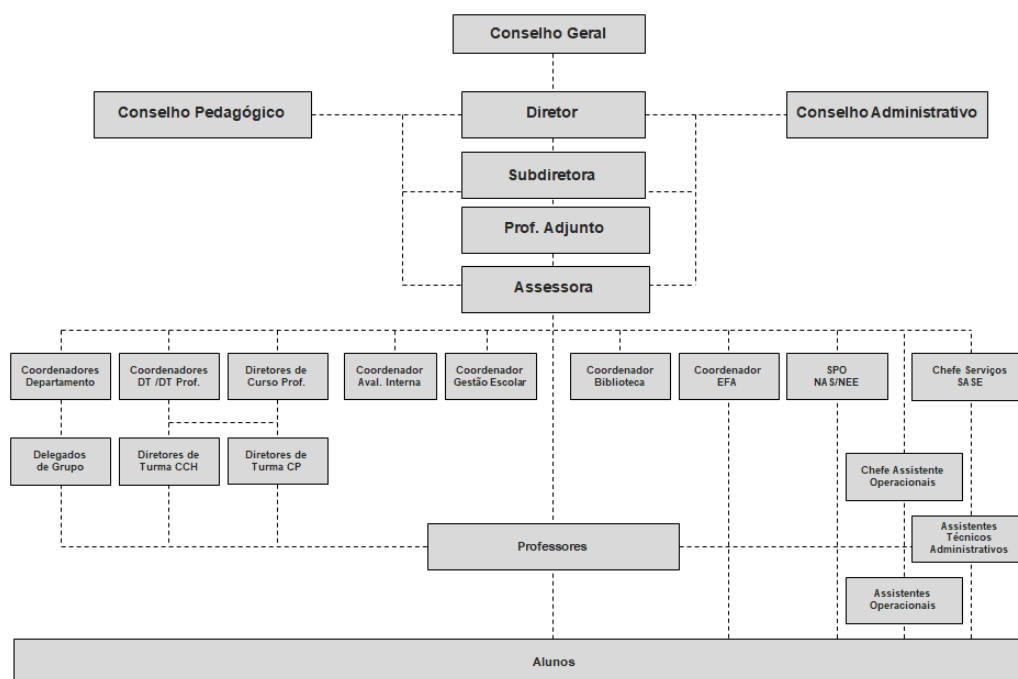 Conselho Geral
Conselho Pedagógico
Diretor
Conselho Administrativo
Subdiretora
Prof. Adjunto
Assessora
Coordenadores
Departamento
Coordenadores
DT /DT Prof.
Diretores de
Curso Prof.
Coordenador
Aval. Interna
Coordenador
Gestão Escolar
Coordenador
Biblioteca
Coordenador
EFA
SPO
NAS/NEE
Chefe Serviços
SASE
Delegados
de Grupo
Diretores de
Turma CCH
Diretores de
Turma CP
Chefe Assistente
Operacionais
Professores
Assistentes
Técnicos
Administrativos
Assistentes
Operacionais
Alunos